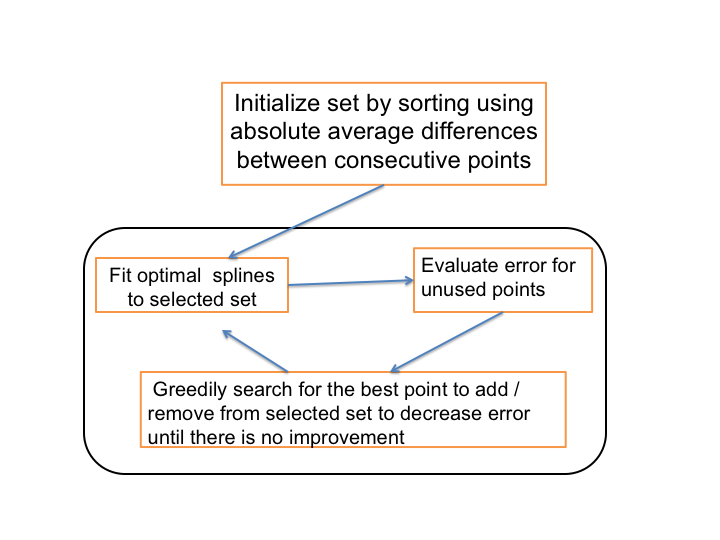 Initialize set by sorting using
absolute average differences
between consecutive points
Fit optimal splines
to selected set
Evaluate error for
unused points
Greedily search for the best point to add /
remove from selected set to decrease error
until there is no improvement